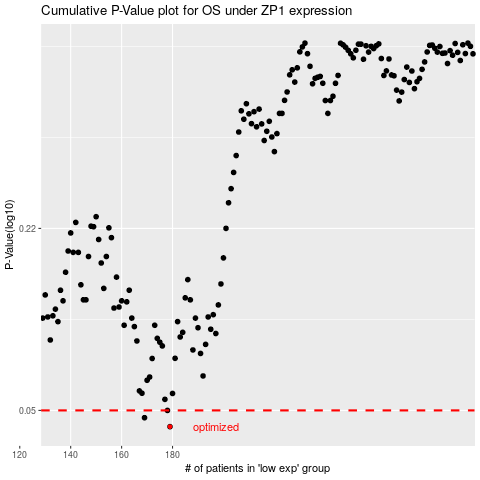 Cumulative P-Value plot for OS under ZP1 expression
P-Value(log10)
0.22
0.05
optimized
120 140 160 180
# of patients in 'low exp' group